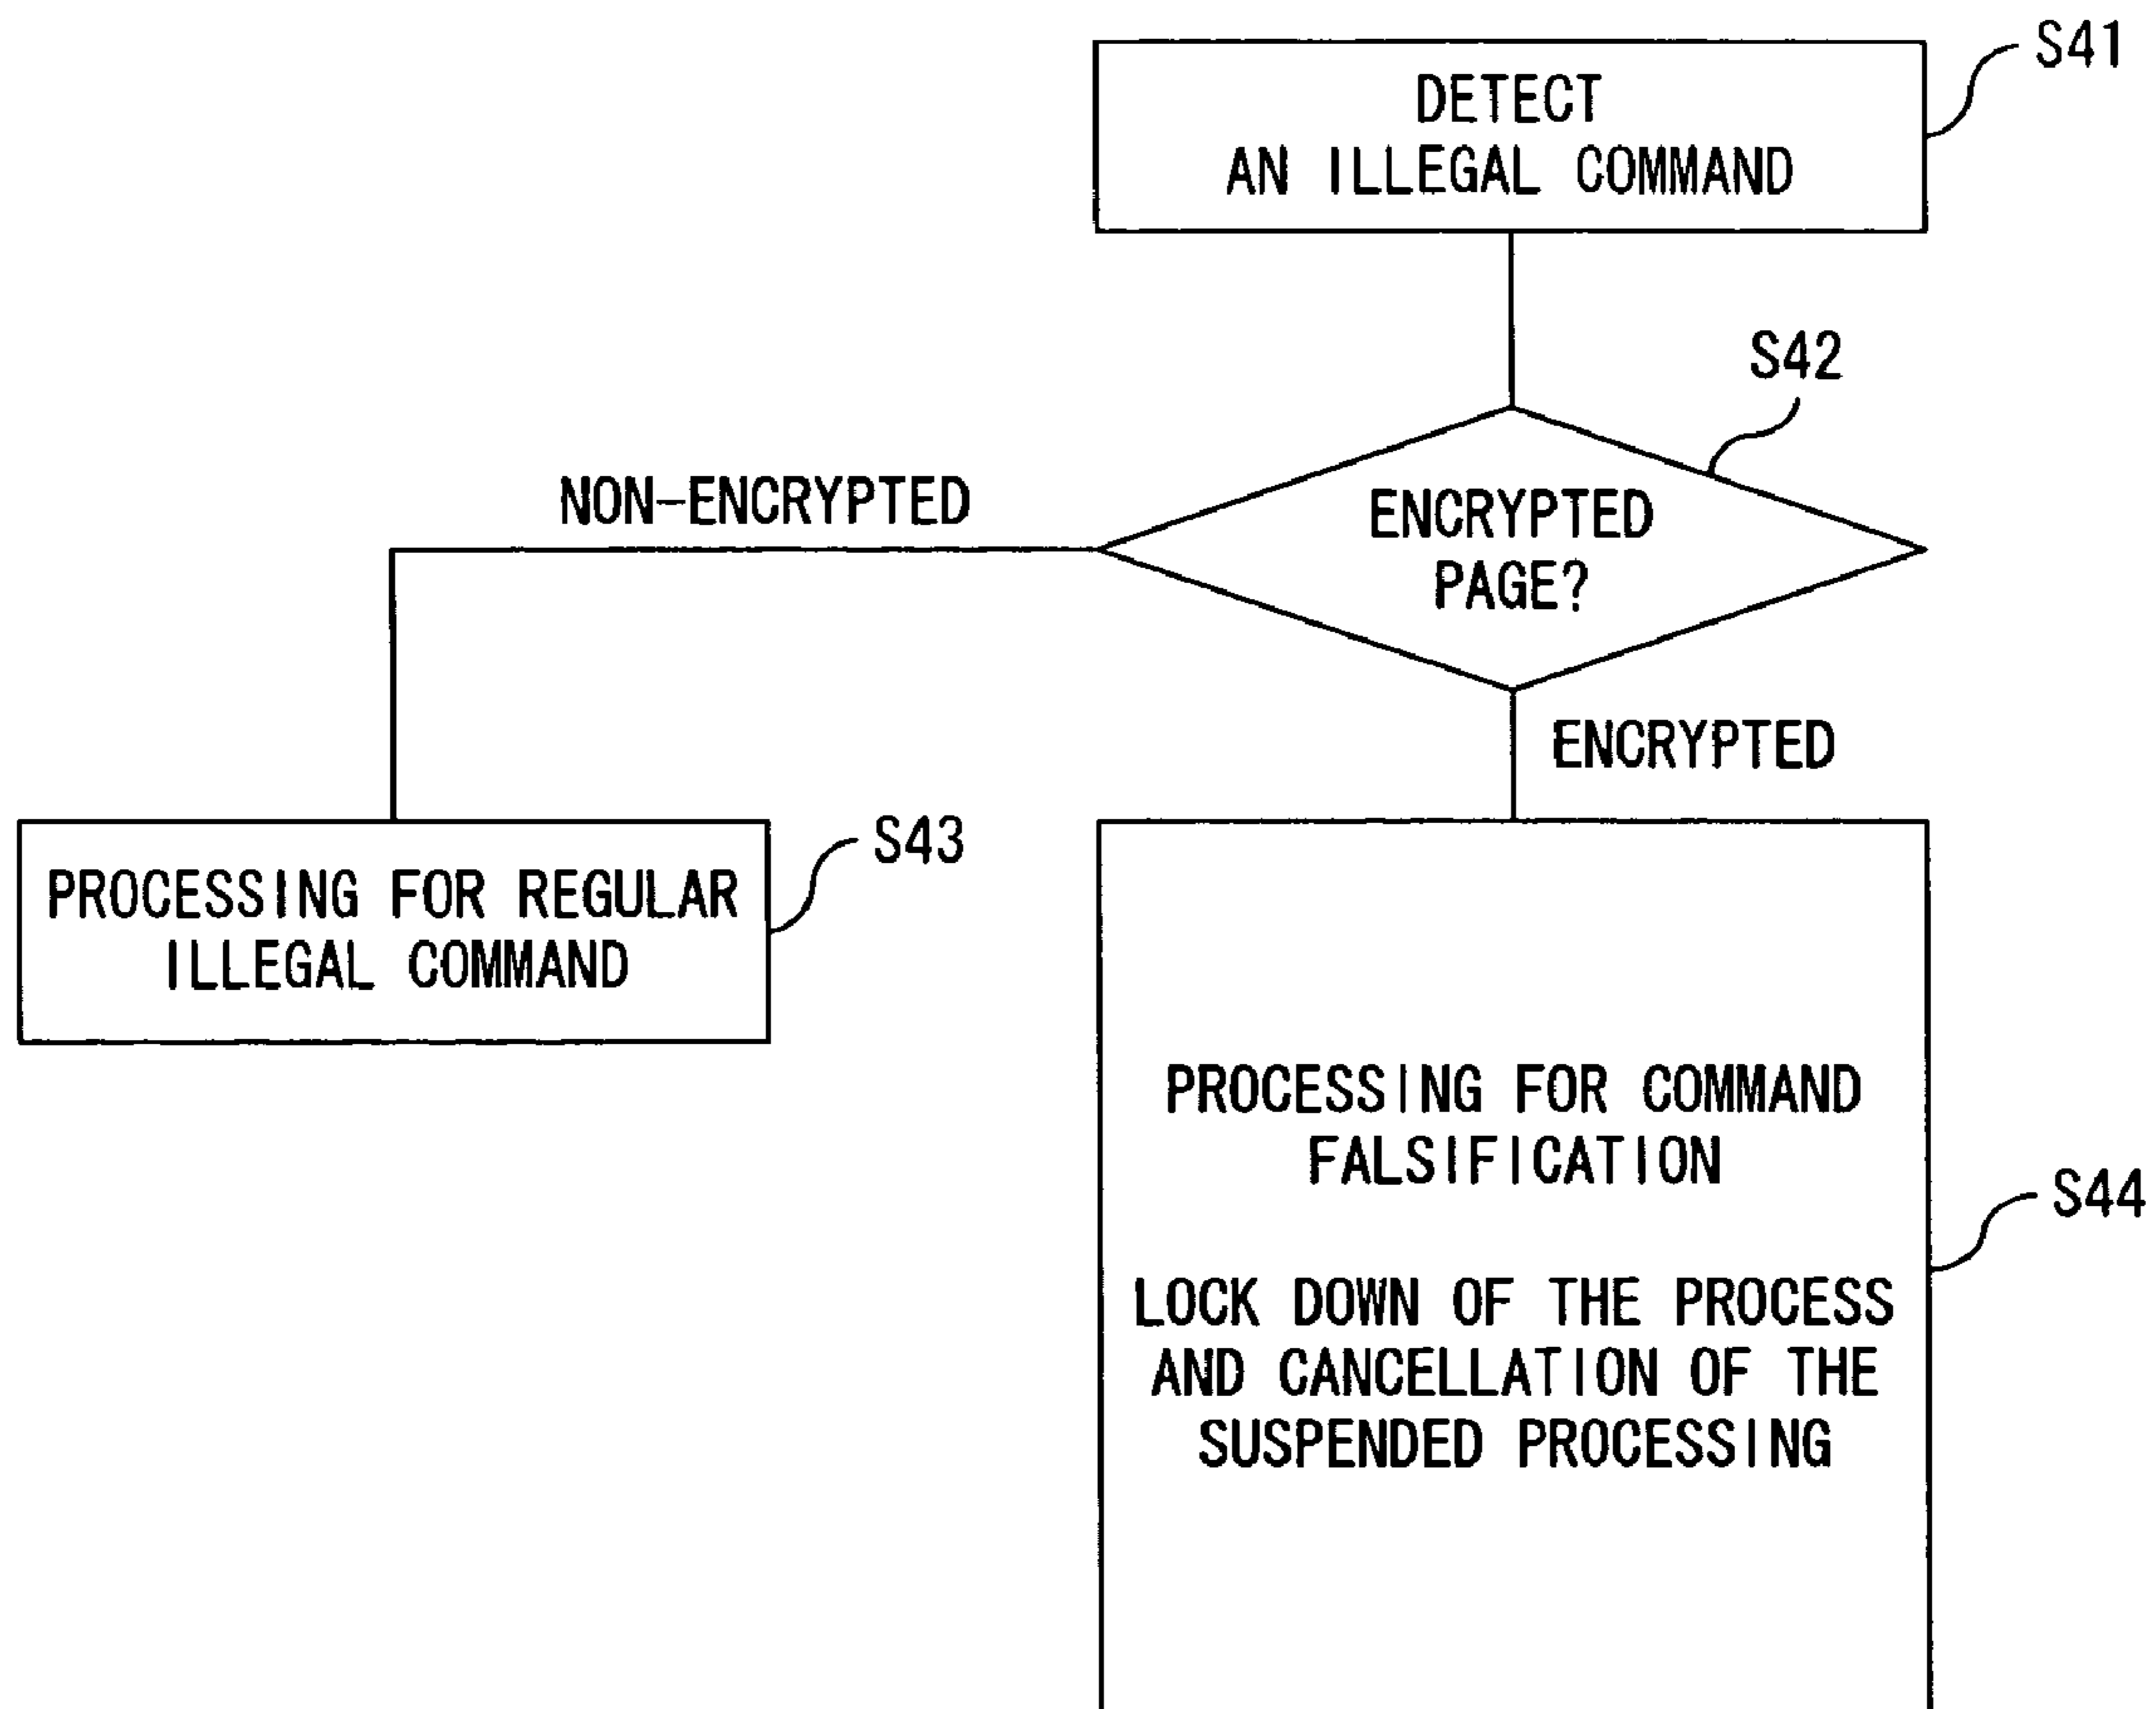 S41
DETECT
AN ILLEGAL COMMAND
S42
NON-ENCRYPTED
ENCRYPTED
PAGE?
ENCRYPTED
S43
PROCESSING FOR REGULAR
ILLEGAL COMMAND
PROCESSING FOR COMMAND
FALSIFICATION
S44
LOCK DOWN OF THE PROCESS
AND CANCELLATION OF THE
SUSPENDED PROCESSING